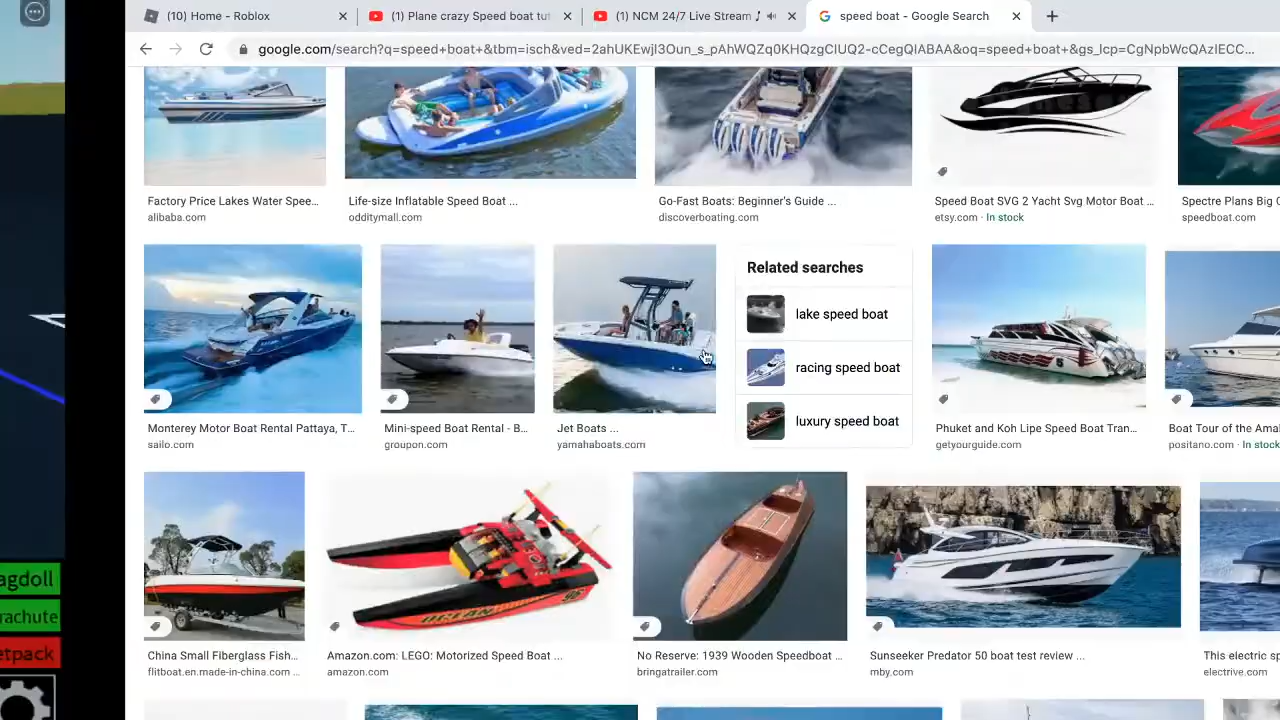 (10) Home - Roblox
(1) Plane crazy Speed boat tut
(1) NCM 24/7 Live Stream ♪
speed boat - Google Search
google.com/search?q=speed+boat+&tbm=isch&ved=2ahUKEwjI3Oun_s_pAhWQZq0KHQzgCIUQ2-cCegQIABAA&oq=speed+boat+&gs_lcp=CgNpbWcQAzIECC...
Factory Price Lakes Water Spee...
alibaba.com
Life-size Inflatable Speed Boat ...
odditymall.com
Go-Fast Boats: Beginner's Guide ...
discoverboating.com
Speed Boat SVG 2 Yacht Svg Motor Boat ...
etsy.com · In stock
Spectre Plans Big C
speedboat.com
Related searches
lake speed boat
racing speed boat
luxury speed boat
Monterey Motor Boat Rental Pattaya, T...
sailo.com
Mini-speed Boat Rental - B...
groupon.com
Jet Boats ...
yamahaboats.com
Phuket and Koh Lipe Speed Boat Tran...
getyourguide.com
Boat Tour of the Amal
positano.com · In stock
agdoll
rachute
etpack
China Small Fiberglass Fish...
flitboat.en.made-in-china.com ...
Amazon.com: LEGO: Motorized Speed Boat ...
amazon.com
No Reserve: 1939 Wooden Speedboat ...
bringatrailer.com
Sunseeker Predator 50 boat test review ...
mby.com
This electric sp
electrive.com